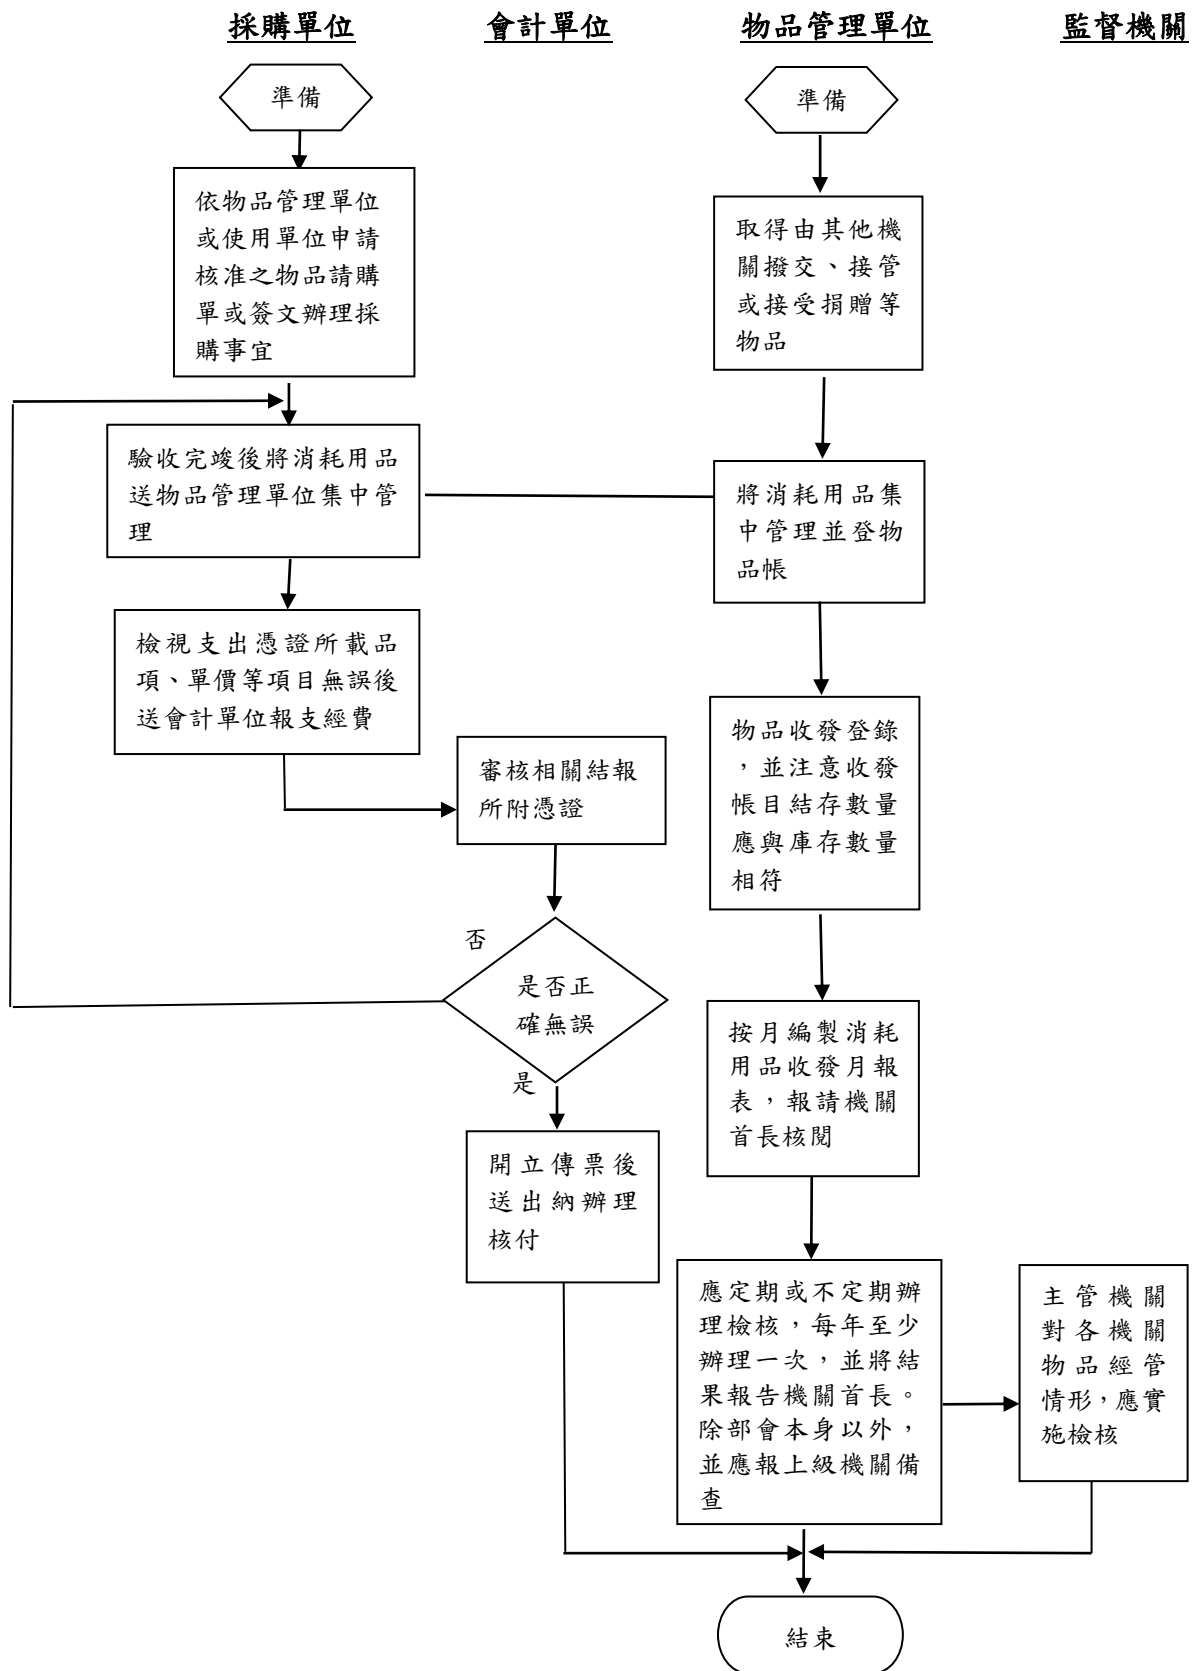 採購單位
會計單位
物品管理單位
監督機關
準備
準備
依物品管理單位
或使用單位申請
核准之物品請購
單或簽文辦理採
購事宜
取得由其他機
關撥交、接管
或接受捐贈等
物品
驗收完竣後將消耗用品
送物品管理單位集中管
理
將消耗用品集
中管理並登物
品帳
檢視支出憑證所載品
項、單價等項目無誤後
送會計單位報支經費
物品收發登錄
，並注意收發
帳目結存數量
應與庫存數量
相符
審核相關結報
所附憑證
否
是否正
確無誤
是
按月編製消耗
用品收發月報
表，報請機關
首長核閱
開立傳票後
送出納辦理
核付
應定期或不定期辦
理檢核，每年至少
辦理一次，並將結
果報告機關首長。
除部會本身以外，
並應報上級機關備
查
主管機關
對各機關
物品經管
情形，應實
施檢核
結束